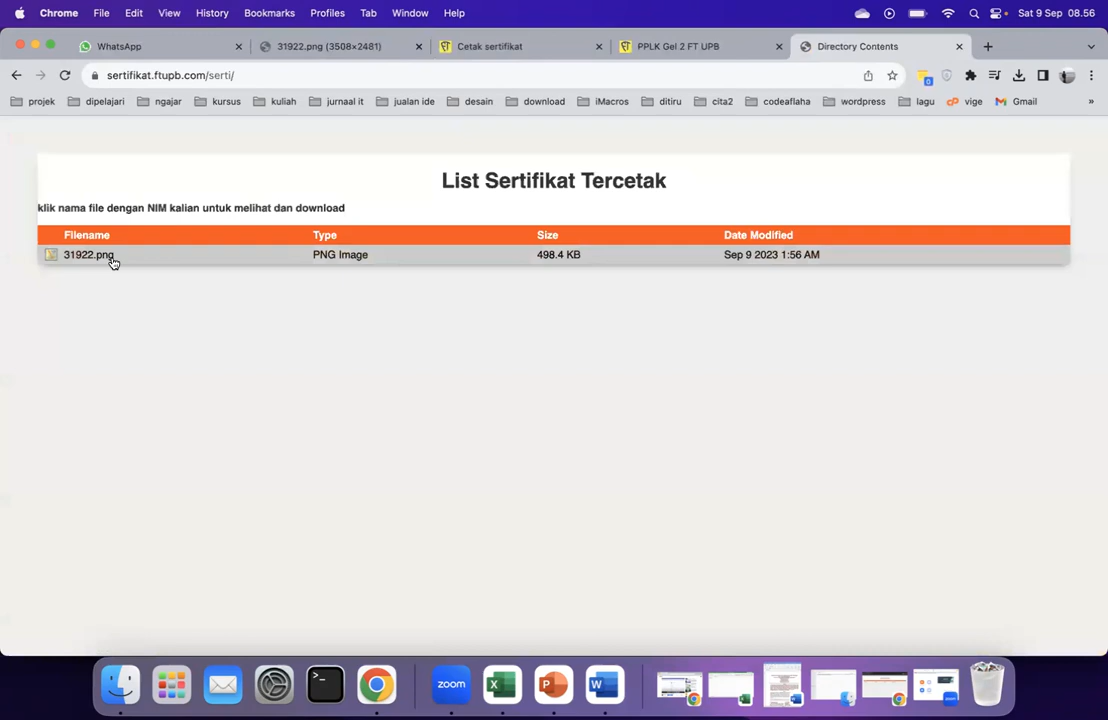 Chrome File Edit View History Bookmarks Profiles Tab Window Help Sat 9 Sep 08.56
WhatsApp 31922.png (3508×2481) Cetak sertifikat PPLK Gel 2 FT UPB Directory Contents
sertifikat.ftupb.com/serti/
projek dipelajari ngajar kursus kuliah jurnaal it jualan ide desain download iMacros ditiru cita2 codeaflaha wordpress lagu vige Gmail »
List Sertifikat Tercetak
klik nama file dengan NIM kalian untuk melihat dan download
Filename Type Size Date Modified
31922.png PNG Image 498.4 KB Sep 9 2023 1:56 AM
zoom